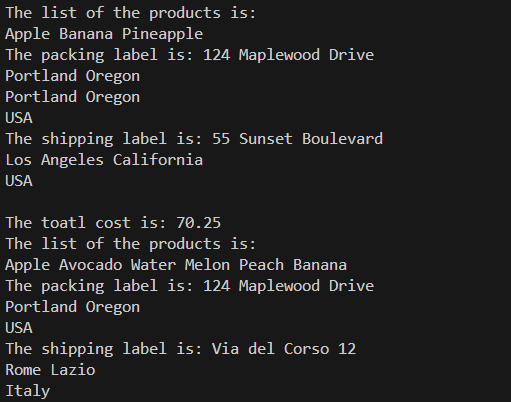 The list of the products is:
Apple Banana Pineapple
The packing label is: 124 Maplewood Drive
Portland Oregon
Portland Oregon
USA
The shipping label is: 55 Sunset Boulevard
Los Angeles California
USA

The toatl cost is: 70.25
The list of the products is:
Apple Avocado Water Melon Peach Banana
The packing label is: 124 Maplewood Drive
Portland Oregon
USA
The shipping label is: Via del Corso 12
Rome Lazio
Italy